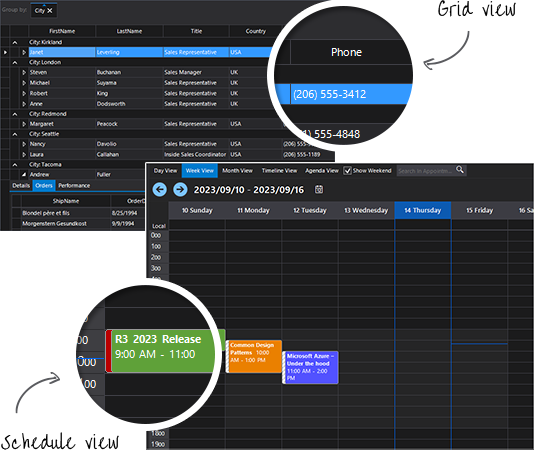 Group by:
City ×
FirstName LastName Title Country
City: Kirkland
Janet Leverling Sales Representative USA
City: London
Steven Buchanan Sales Manager UK
Michael Suyama Sales Representative UK
Robert King Sales Representative UK
Anne Dodsworth Sales Representative UK
City: Redmond
Margaret Peacock Sales Representative USA
City: Seattle
Nancy Davolio Sales Representative USA (206) 555-
Laura Callahan Inside Sales Coordinator USA (206) 555-1189
City: Tacoma
Andrew Fuller
Details Orders Performance
ShipName OrderD
Blondel père et fils 8/25/1994
Morgenstern Gesundkost 9/9/1994
Grid view
Phone
(206) 555-3412
1) 555-4848
Day View Week View Month View Timeline View Agenda View Show Weekend Search in Appointm...
2023/09/10 - 2023/09/16
10 Sunday 11 Monday 12 Tuesday 13 Wednesday 14 Thursday 15 Friday 16 Sa
Local
000
100
200
300
400
R3 2023 Release
9:00 AM - 11:00
Common Design
Patterns 10:00
AM - 1:00 PM
Microsoft Azure –
Under the hood
11:00 AM - 2:00
PM
Schedule view
1800
1900